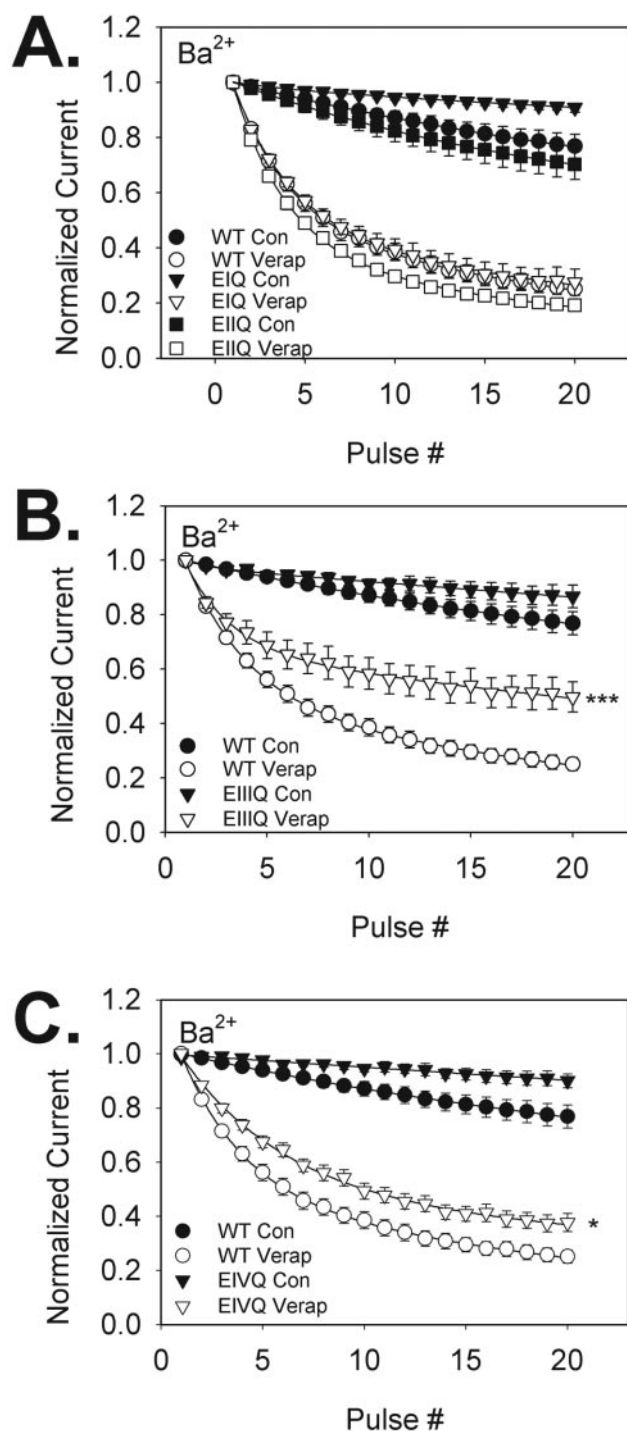 A.
Ba2+
Normalized Current
1.2
1.0
0.8
0.6
0.4
0.2
0.0
WT Con
WT Verap
EIQ Con
EIQ Verap
EIIQ Con
EIIQ Verap
0 5 10 15 20
Pulse #
B.
Ba2+
Normalized Current
1.2
1.0
0.8
0.6
0.4
0.2
0.0
***
WT Con
WT Verap
EIIIQ Con
EIIIQ Verap
0 5 10 15 20
Pulse #
C.
Ba2+
Normalized Current
1.2
1.0
0.8
0.6
0.4
0.2
0.0
*
WT Con
WT Verap
EIVQ Con
EIVQ Verap
0 5 10 15 20
Pulse #